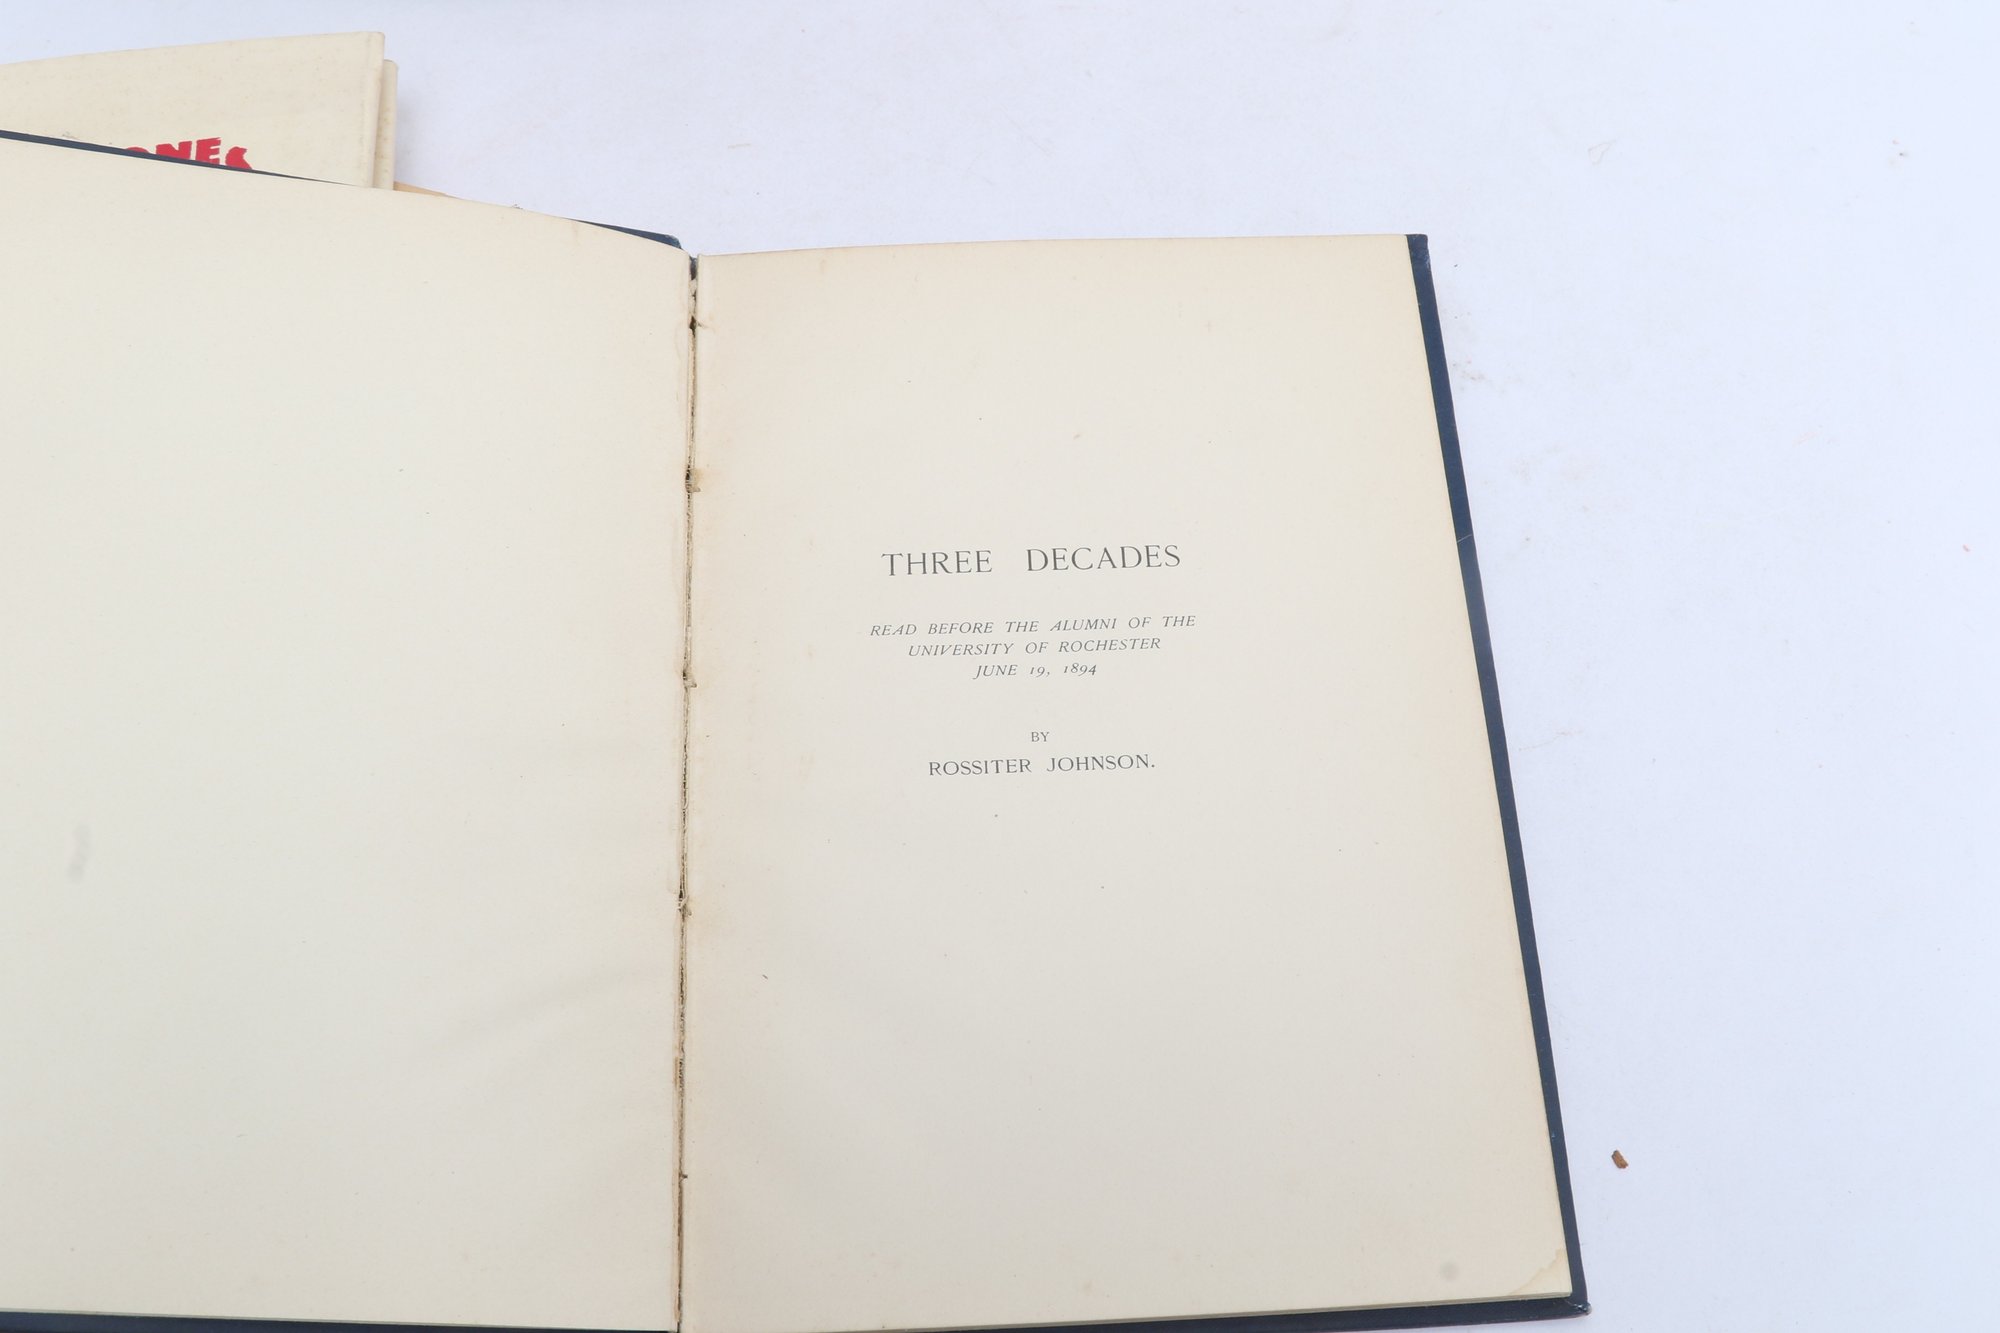 THREE DECADES
READ BEFORE THE ALUMNI OF THE
UNIVERSITY OF ROCHESTER
JUNE 19, 1894
BY
ROSSITER JOHNSON.